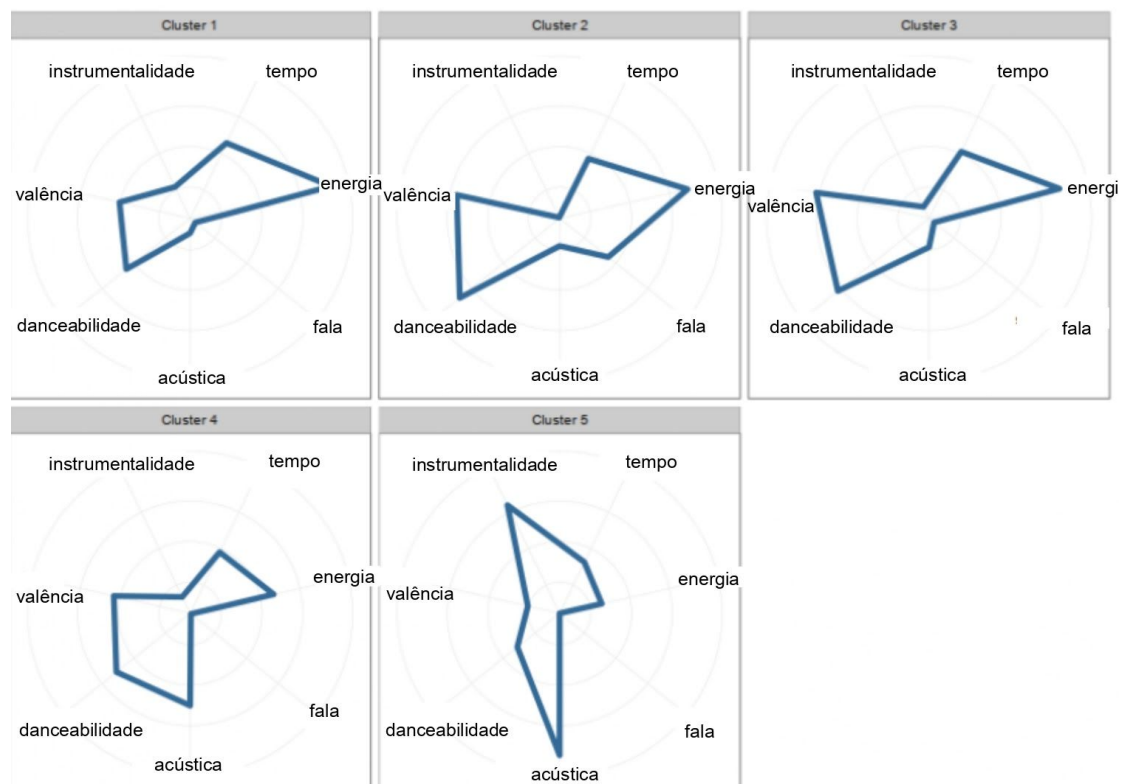 Cluster 1
instrumentalidade
tempo
valência
energia
danceabilidade
fala
acústica
Cluster 2
instrumentalidade
tempo
valência
energia
danceabilidade
fala
acústica
Cluster 3
instrumentalidade
tempo
valência
energi
danceabilidade
fala
acústica
Cluster 4
instrumentalidade
tempo
valência
energia
danceabilidade
fala
acústica
Cluster 5
instrumentalidade
tempo
valência
energia
danceabilidade
fala
acústica